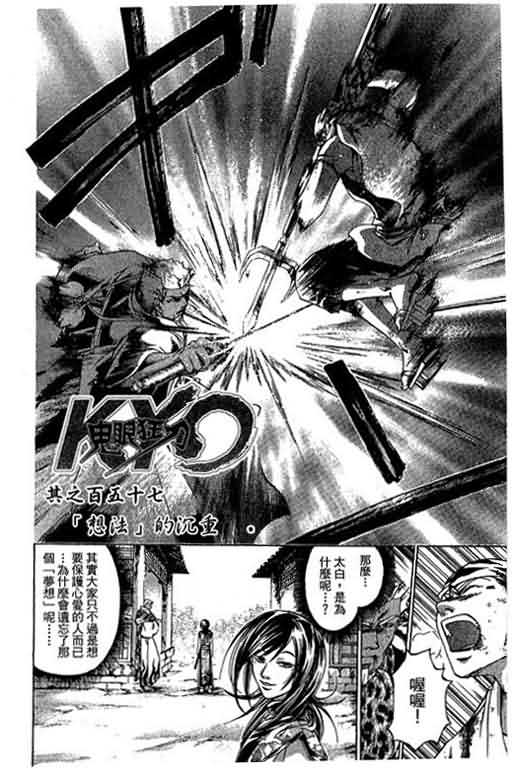 ギ
KYO
鬼眼狂刀
其之百五十七
「想法」的沉重。
喔喔！
那麼…
太白，是為
什麼呢…？
其實大家只不過是想
要保護心愛的人而已
…為什麼會遺忘了那
個「夢想」呢……